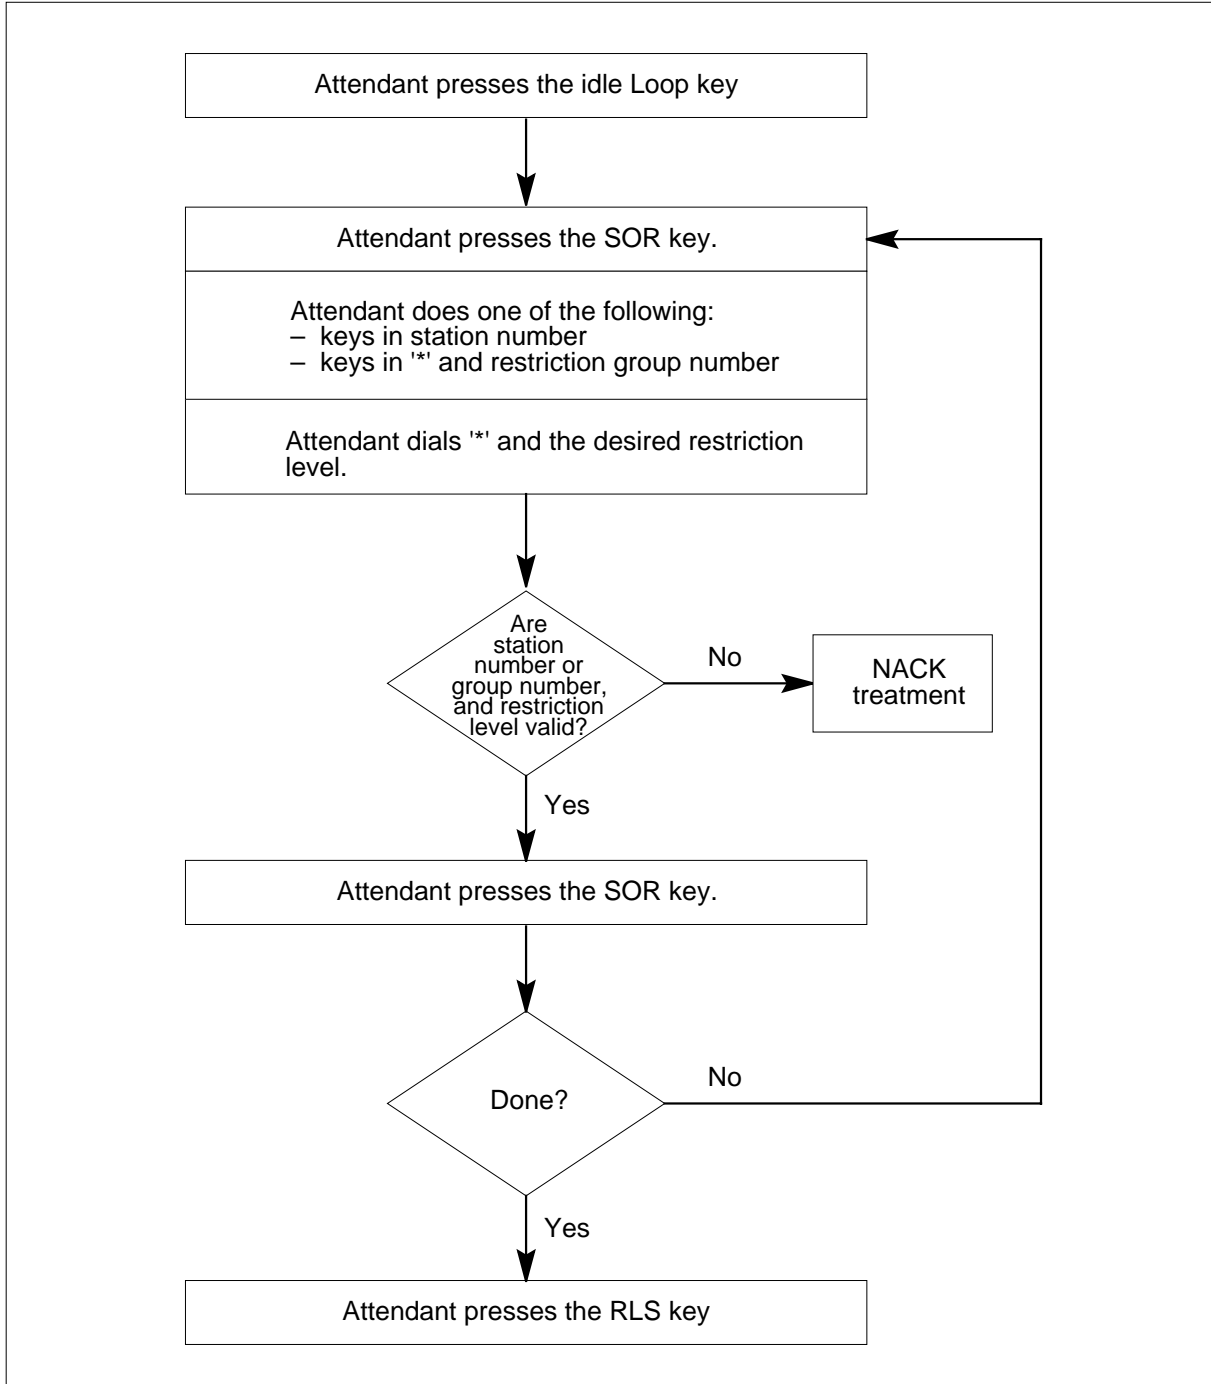 Attendant presses the idle Loop key
Attendant presses the SOR key.
Attendant does one of the following:
– keys in station number
– keys in '*' and restriction group number
Attendant dials '*' and the desired restriction
level.
Are
station
number or
group number,
and restriction
level valid?
No
NACK
treatment
Yes
Attendant presses the SOR key.
Done?
No
Yes
Attendant presses the RLS key